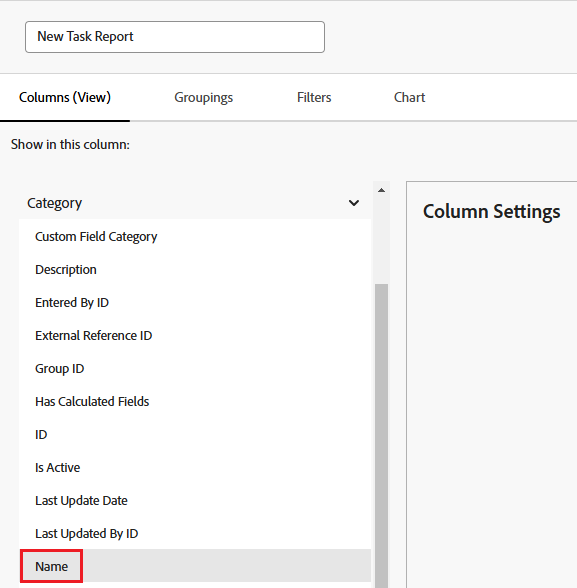 New Task Report
Columns (View) Groupings Filters Chart
Show in this column:
Category
Custom Field Category
Description
Entered By ID
External Reference ID
Group ID
Has Calculated Fields
ID
Is Active
Last Update Date
Last Updated By ID
Name
Column Settings